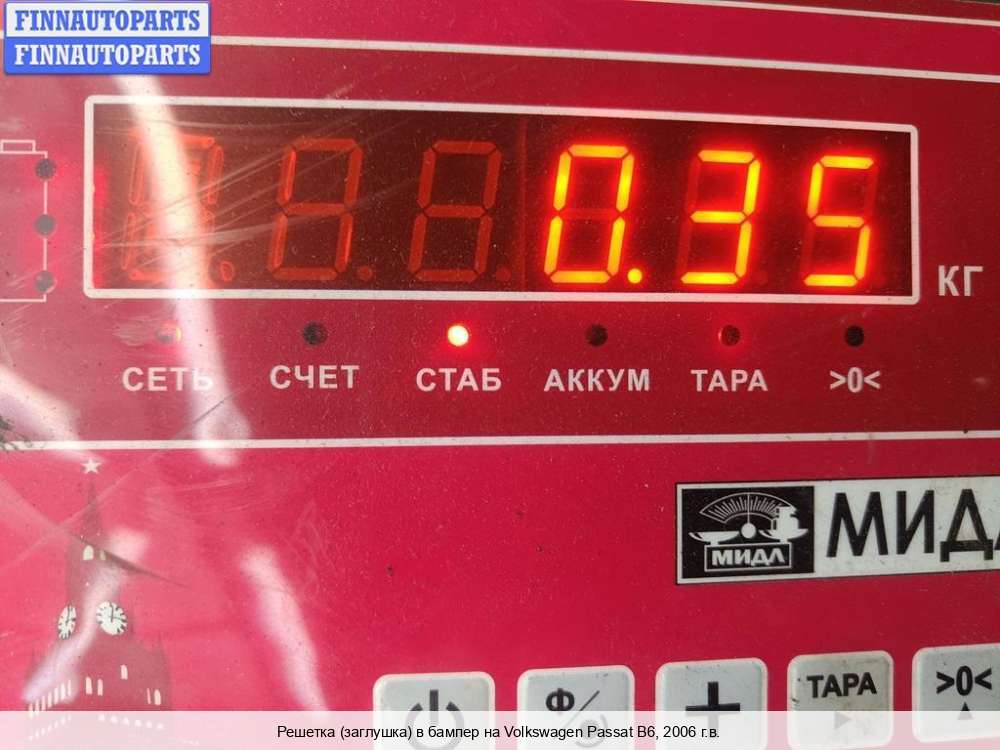 FINNAUTOPARTS
FINNAUTOPARTS
0.35
КГ
СЕТЬ СЧЕТ СТАБ АККУМ ТАРА >0<
МИДЛ
МИДЛ
Ф/
+ ТАРА >0<
Решетка (заглушка) в бампер на Volkswagen Passat B6, 2006 г.в.